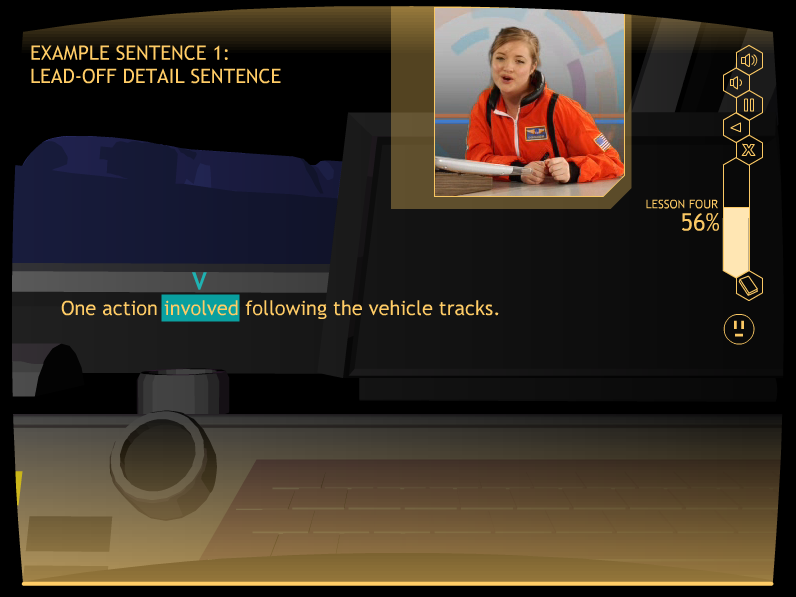 EXAMPLE SENTENCE 1:
LEAD-OFF DETAIL SENTENCE
LESSON FOUR
56%
V
One action involved following the vehicle tracks.